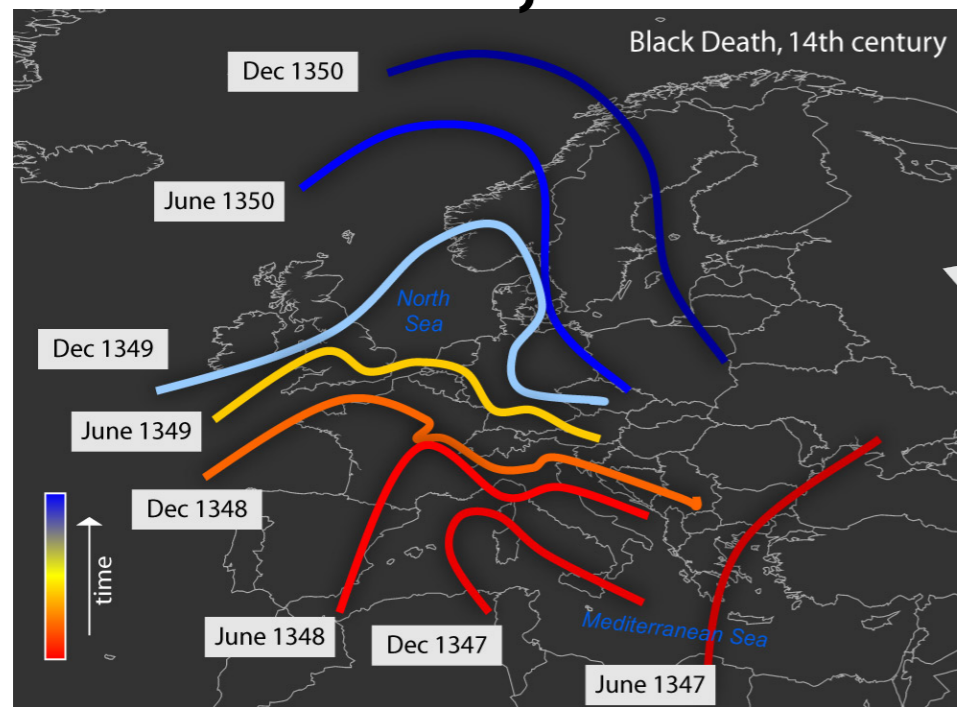 Black Death, 14th century
Dec 1350
June 1350
North
Sea
Dec 1349
June 1349
Dec 1348
time
June 1348
Dec 1347
Mediterranean Sea
June 1347